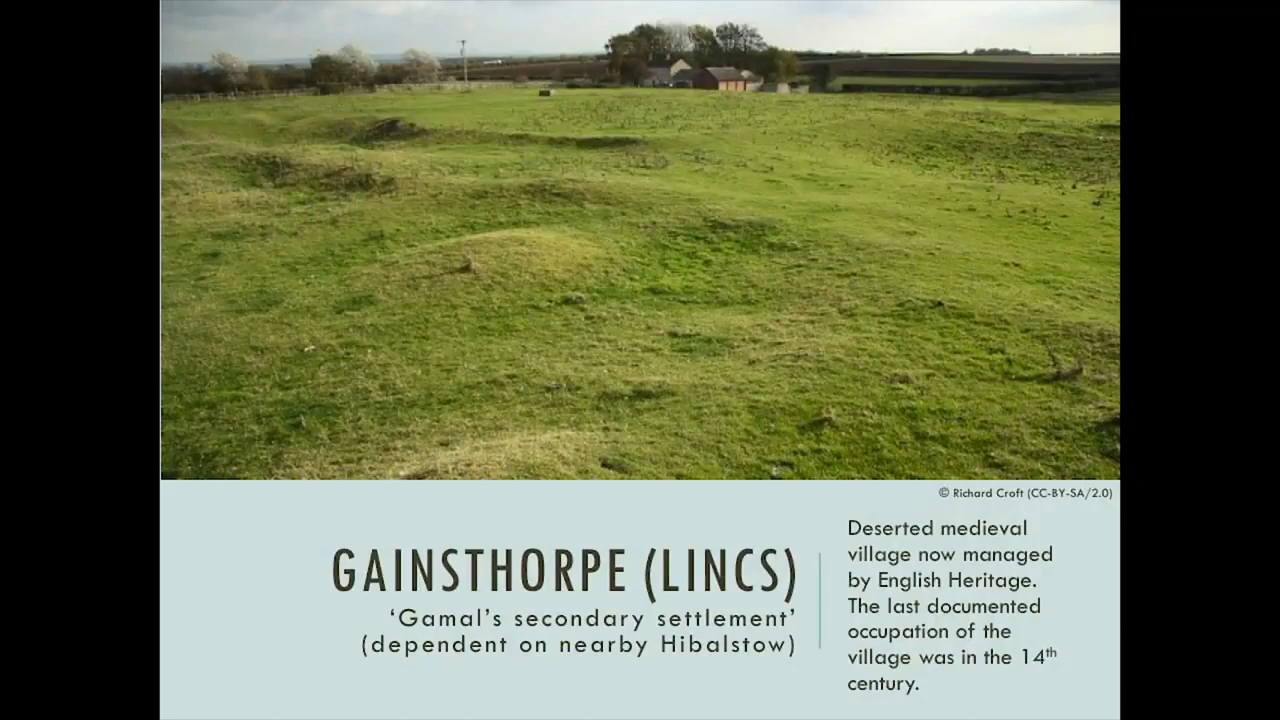 © Richard Croft (CC-BY-SA/2.0)
GAINSTHORPE (LINCS)
‘Gamal’s secondary settlement’
(dependent on nearby Hibalstow)
Deserted medieval
village now managed
by English Heritage.
The last documented
occupation of the
village was in the 14th
century.